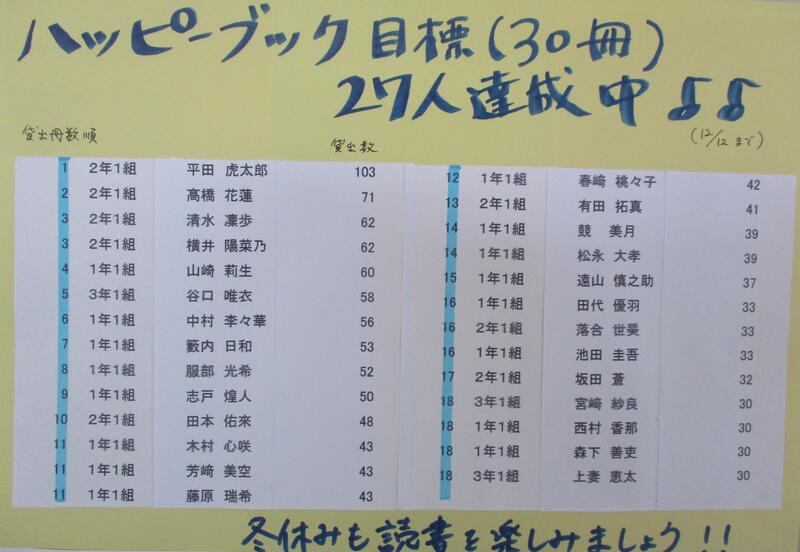 ハッピーブック目標(30冊)
27人達成中♪♪
(12/12まで)
貸出冊数順 貸出数
1 2年1組 平田 虎太郎 103
2 2年1組 髙橋 花蓮 71
3 2年1組 清水 凜歩 62
3 2年1組 横井 陽菜乃 62
4 1年1組 山崎 莉生 60
5 3年1組 谷口 唯衣 58
6 1年1組 中村 李々華 56
7 1年1組 籔内 日和 53
8 1年1組 服部 光希 52
9 1年1組 志戸 煌人 50
10 2年1組 田本 佑來 48
11 1年1組 木村 心咲 43
11 1年1組 芳﨑 美空 43
11 1年1組 藤原 瑞希 43
12 1年1組 春﨑 桃々子 42
13 2年1組 有田 拓真 41
14 1年1組 競 美月 39
14 1年1組 松永 大孝 39
15 1年1組 遠山 慎之助 37
16 1年1組 田代 優羽 33
16 2年1組 落合 世羑 33
16 1年1組 池田 圭吾 33
17 2年1組 坂田 蒼 32
18 3年1組 宮﨑 紗良 30
18 1年1組 西村 香那 30
18 1年1組 森下 善吏 30
18 3年1組 上妻 恵太 30
冬休みも読書を楽しみましょう!!